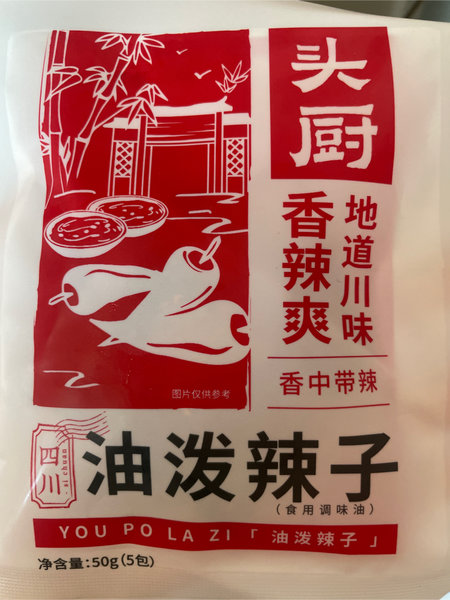 头厨
地道川味
香辣爽
香中带辣
图片仅供参考
四川
si chuan
油泼辣子
(食用调味油)
YOU PO LA ZI「油泼辣子」
净含量:50g(5包)